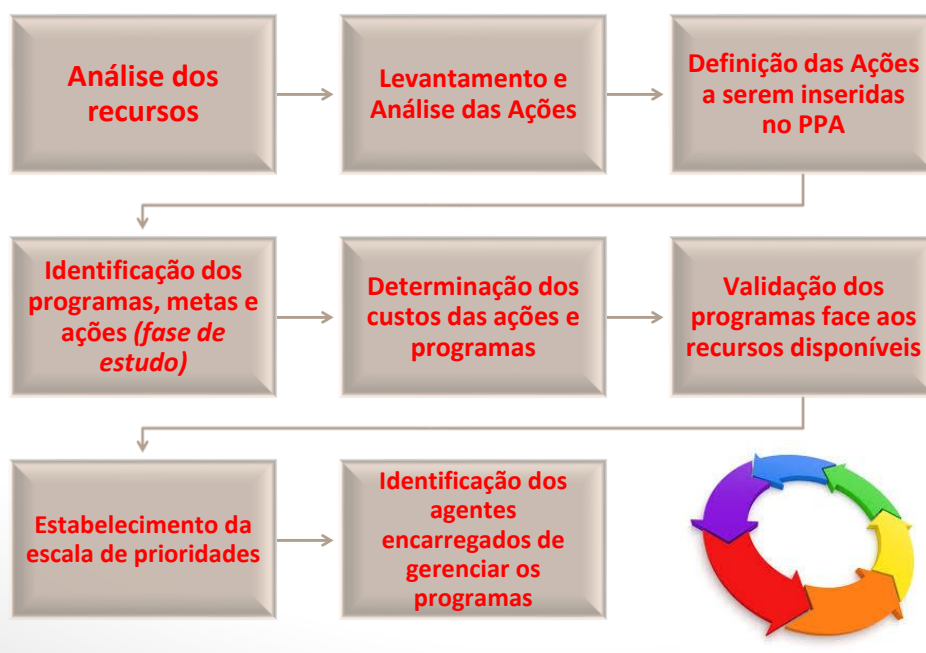 Análise dos
recursos
Levantamento e
Análise das Ações
Definição das Ações
a serem inseridas
no PPA
Identificação dos
programas, metas e
ações (fase de
estudo)
Determinação dos
custos das ações e
programas
Validação dos
programas face aos
recursos disponíveis
Estabelecimento da
escala de prioridades
Identificação dos
agentes
encarregados de
gerenciar os
programas